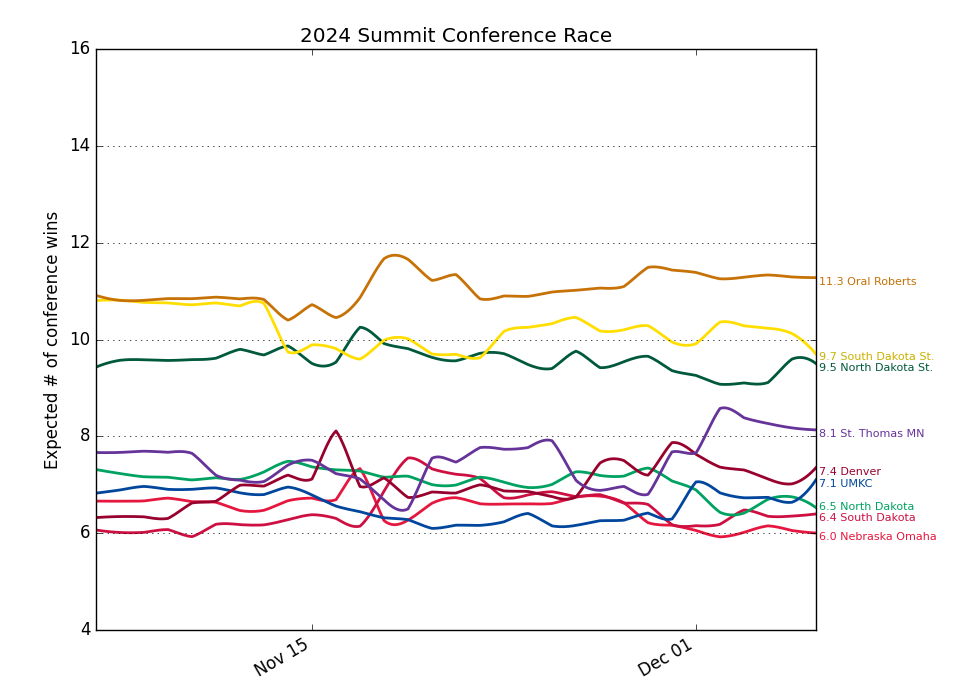 2024 Summit Conference Race
Expected # of conference wins
16
14
12
10
8
6
4
Nov 15
Dec 01
11.3 Oral Roberts
9.7 South Dakota St.
9.5 North Dakota St.
8.1 St. Thomas MN
7.4 Denver
7.1 UMKC
6.5 North Dakota
6.4 South Dakota
6.0 Nebraska Omaha